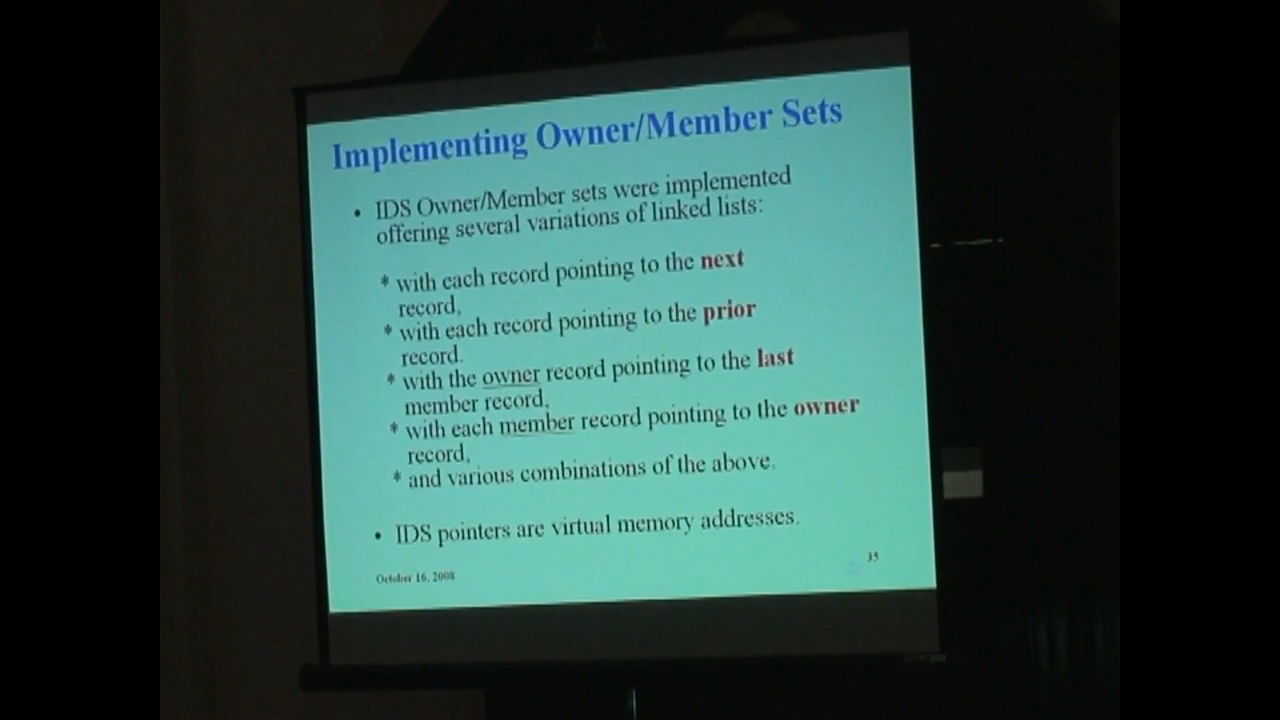 Implementing Owner/Member Sets
• IDS Owner/Member sets were implemented
offering several variations of linked lists:
* with each record pointing to the next
record,
* with each record pointing to the prior
record.
* with the owner record pointing to the last
member record,
* with each member record pointing to the owner
record,
* and various combinations of the above.
• IDS pointers are virtual memory addresses.
October 16, 2008
35